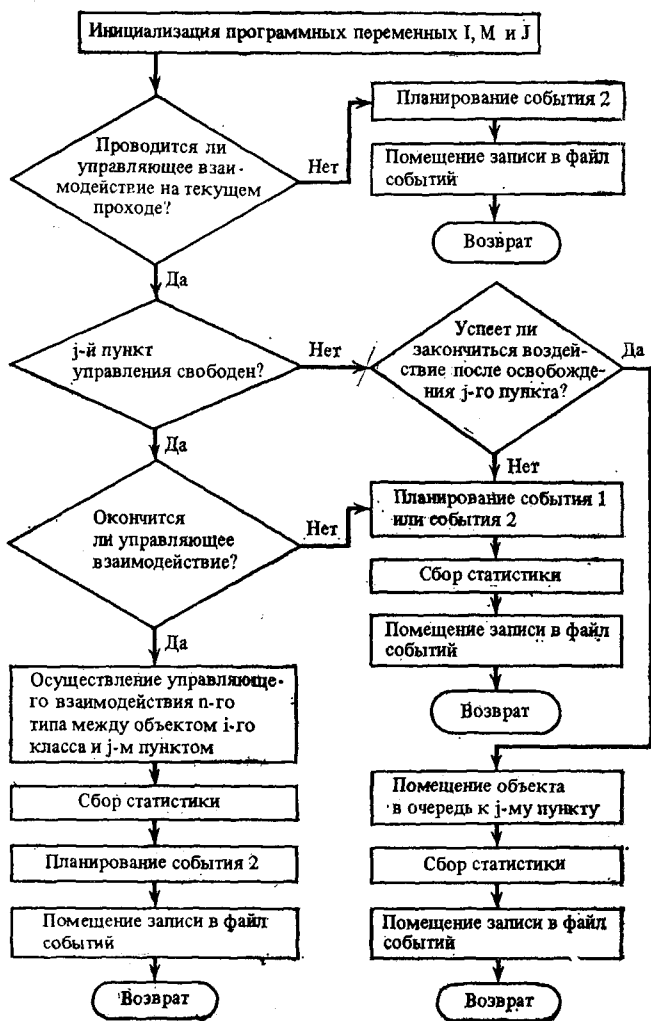 Инициализация программных переменных I, M и J
Проводится ли
управляющее взаи-
модействие на текущем
проходе?
Нет
Планирование события 2
Помещение записи в файл
событий
Возврат
Да
j-й пункт
управления свободен?
Нет
Успеет ли
закончиться воздей-
ствие после освобожде-
ния j-го пункта?
Да
Да
Нет
Окончится
ли управляющее
взаимодействие?
Нет
Планирование события 1
или события 2
Сбор статистики
Помещение записи в файл
событий
Возврат
Да
Осуществление управляюще-
го взаимодействия n-го
типа между объектом i-го
класса и j-м пунктом
Сбор статистики
Планирование события 2
Помещение записи в файл
событий
Возврат
Помещение объекта
в очередь к j-му пункту
Сбор статистики
Помещение записи в файл
событий
Возврат